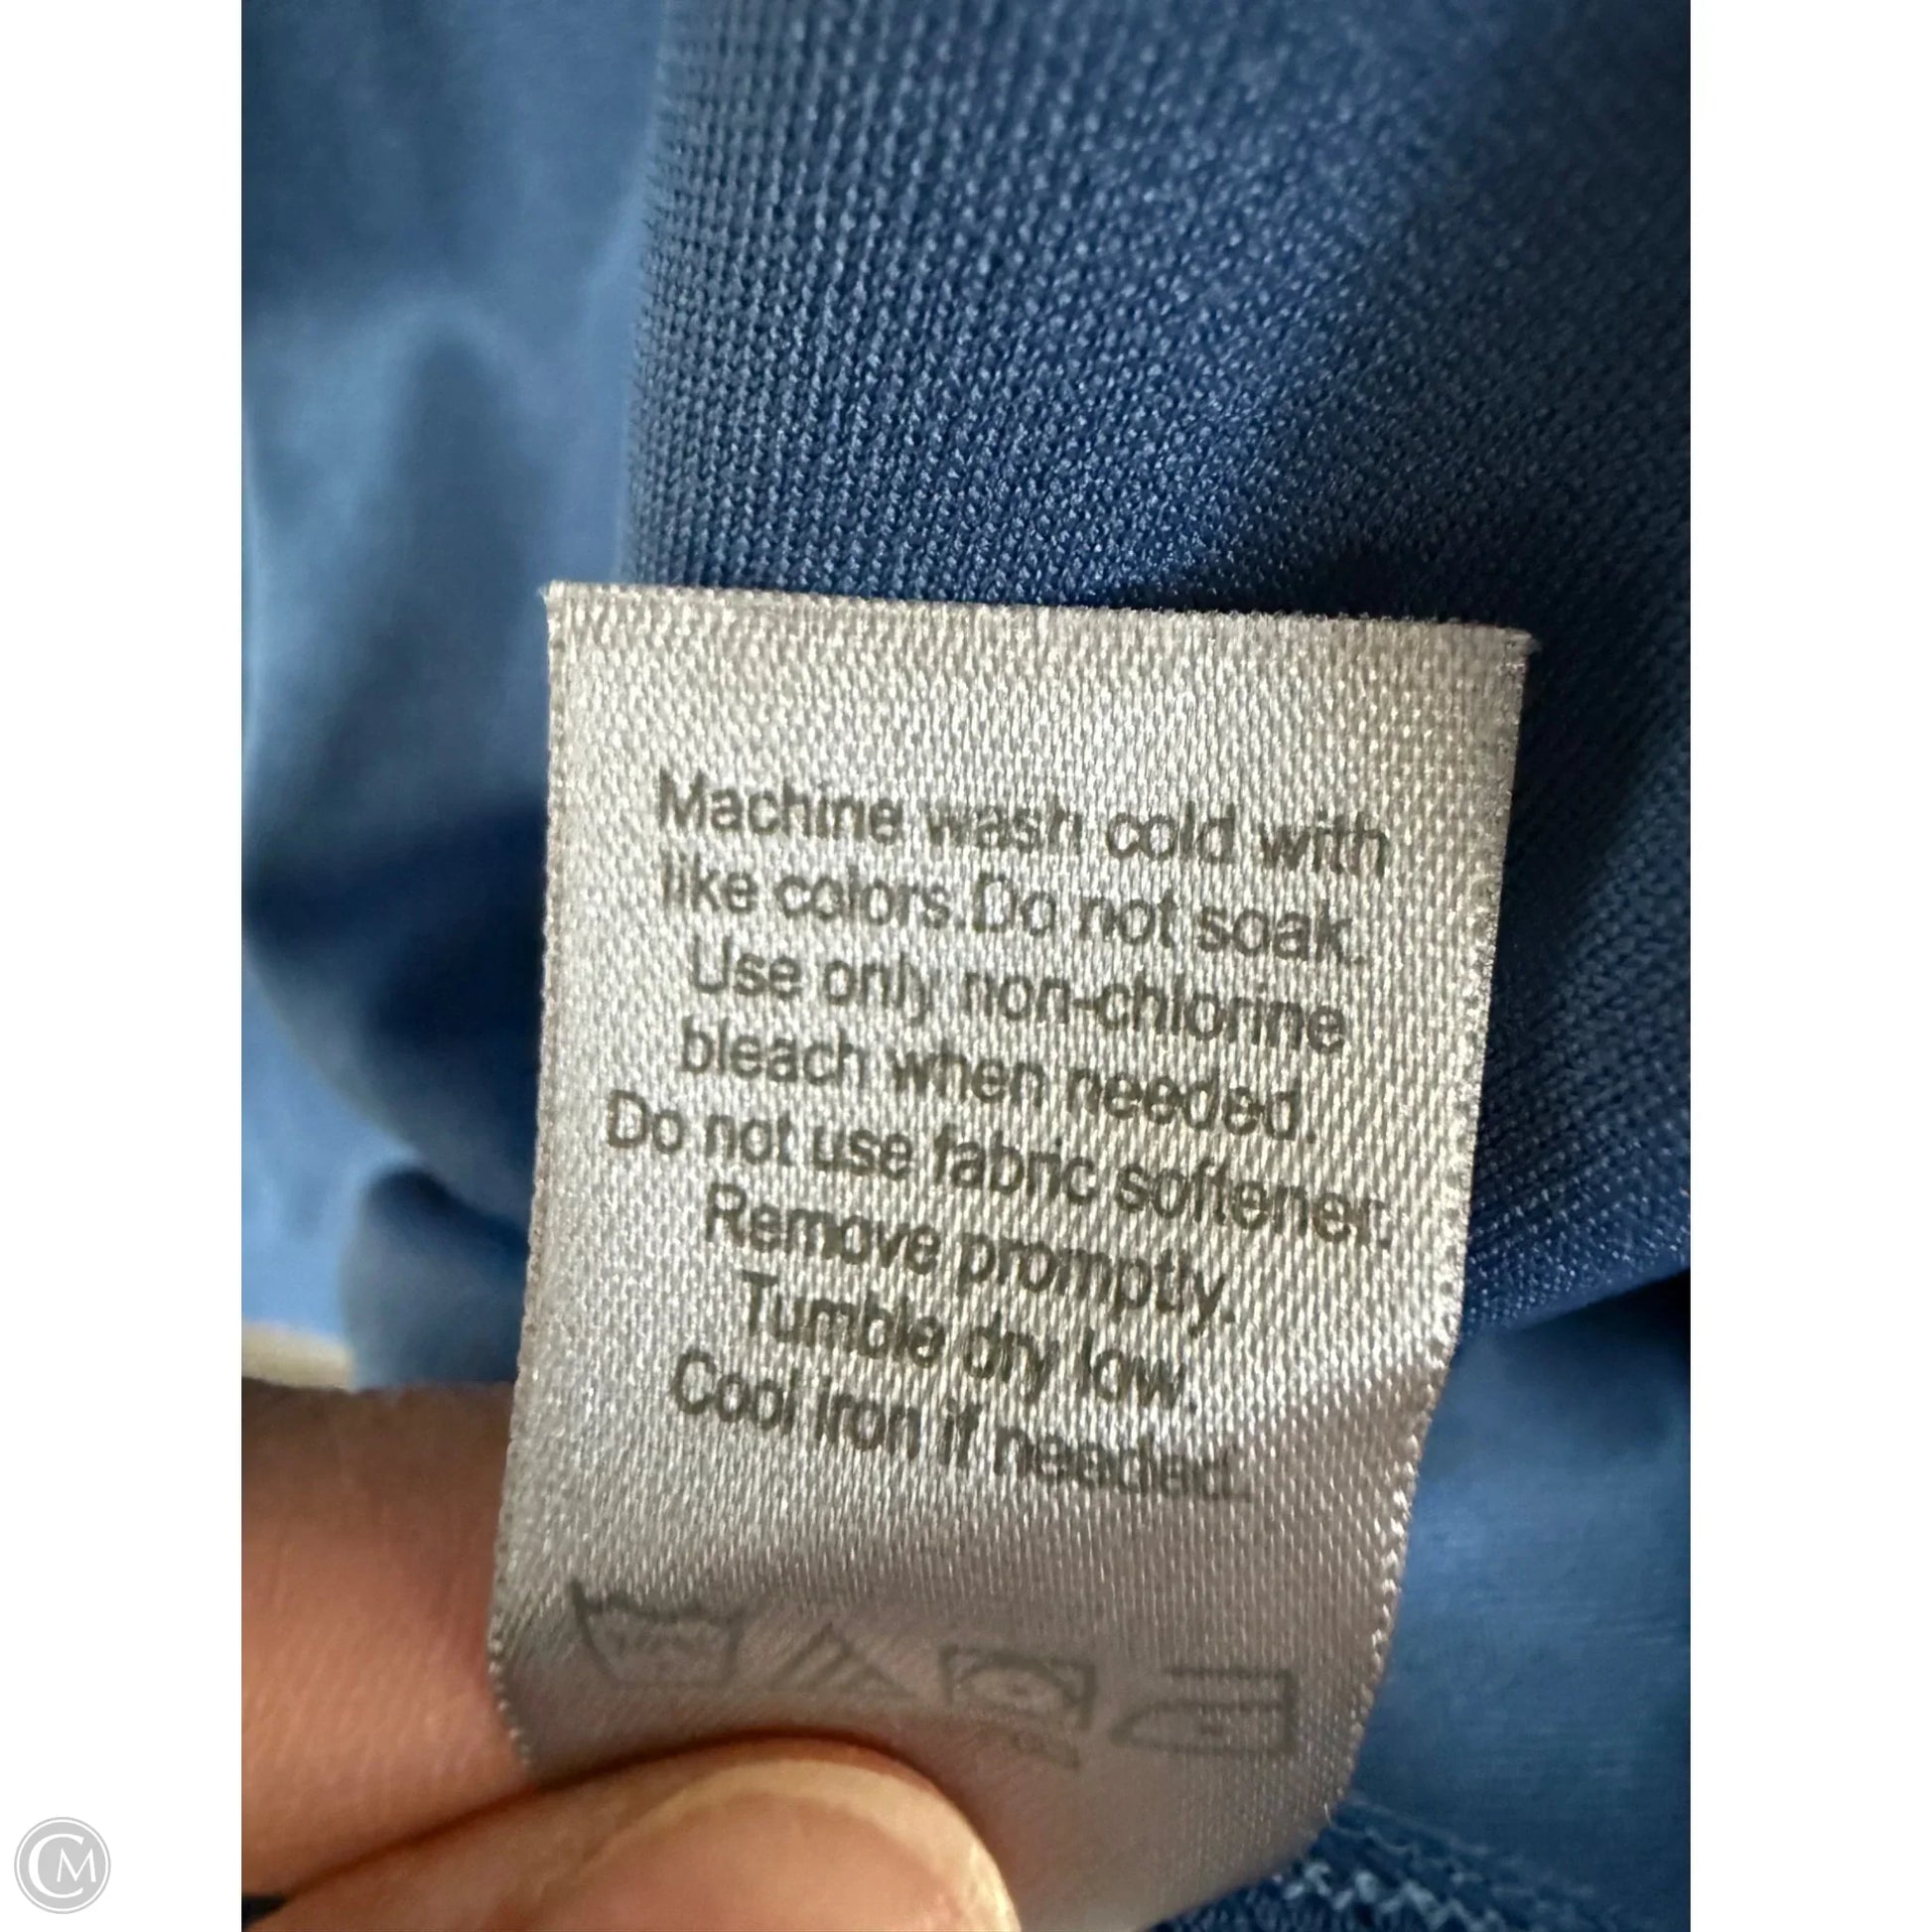 Machine wash cold with
like colors.Do not soak.
Use only non-chlorine
bleach when needed.
Do not use fabric softener.
Remove promptly.
Tumble dry low.
Cool iron if needed.
CM